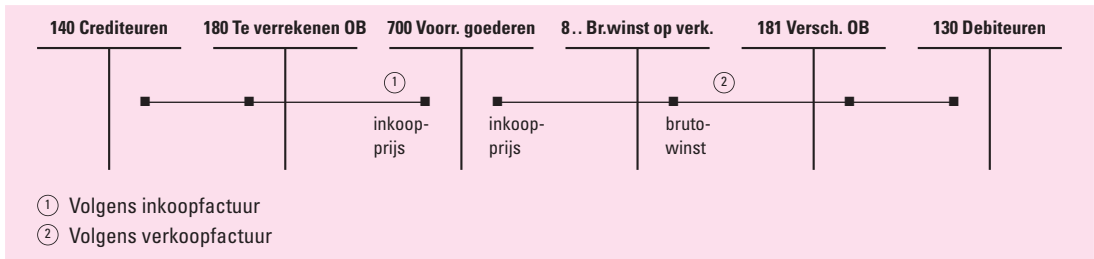 140 Crediteuren 180 Te verrekenen OB 700 Voorr. goederen 8 . . Br.winst op verk. 181 Versch. OB 130 Debiteuren
1 2
inkoop- inkoop- bruto-
prijs prijs winst
1 Volgens inkoopfactuur
2 Volgens verkoopfactuur